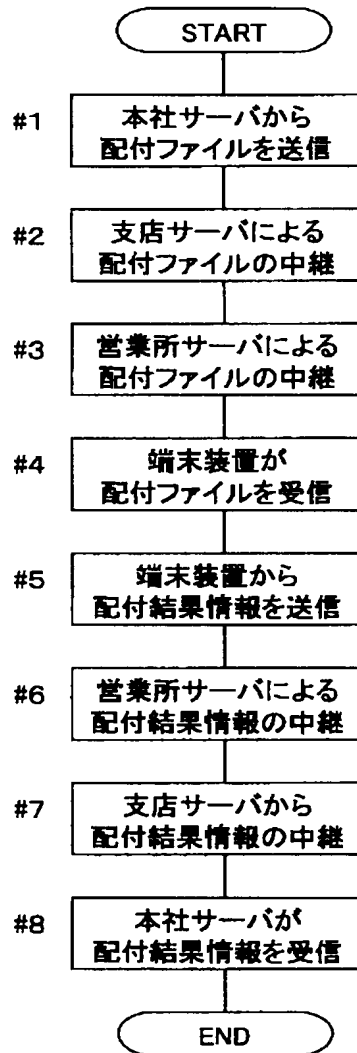 START
#1
本社サーバから
配付ファイルを送信
#2
支店サーバによる
配付ファイルの中継
#3
営業所サーバによる
配付ファイルの中継
#4
端末装置が
配付ファイルを受信
#5
端末装置から
配付結果情報を送信
#6
営業所サーバによる
配付結果情報の中継
#7
支店サーバから
配付結果情報の中継
#8
本社サーバが
配付結果情報を受信
END